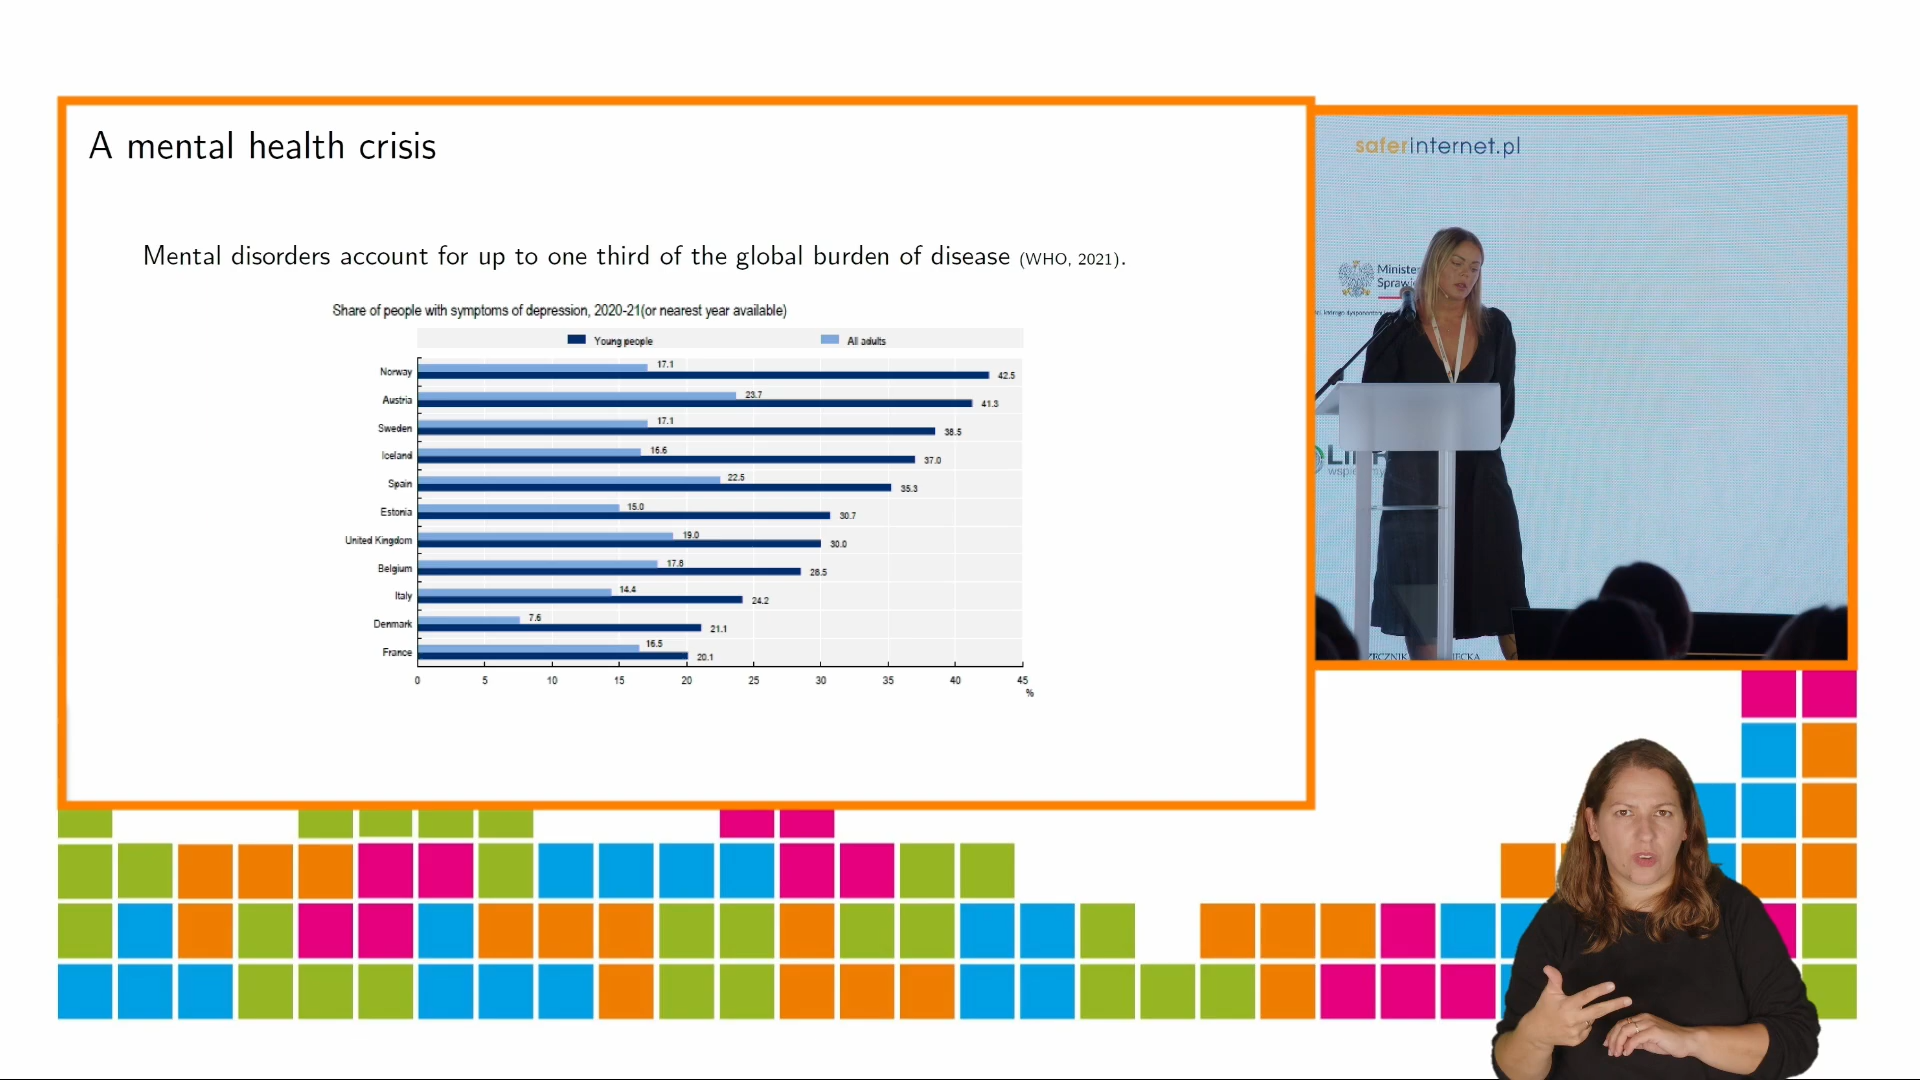 A mental health crisis
Mental disorders account for up to one third of the global burden of disease (WHO, 2021).
Share of people with symptoms of depression, 2020-21(or nearest year available)
Young people
All adults
Norway 17.1 42.5
Austria 23.7 41.3
Sweden 17.1 38.5
Iceland 16.6 37.0
Spain 22.5 35.3
Estonia 15.0 30.7
United Kingdom 19.0 30.0
Belgium 17.8 28.5
Italy 14.4 24.2
Denmark 7.6 21.1
France 16.5 20.1
0 5 10 15 20 25 30 35 40 45
%
saferinternet.pl
Ministe
Sprawi